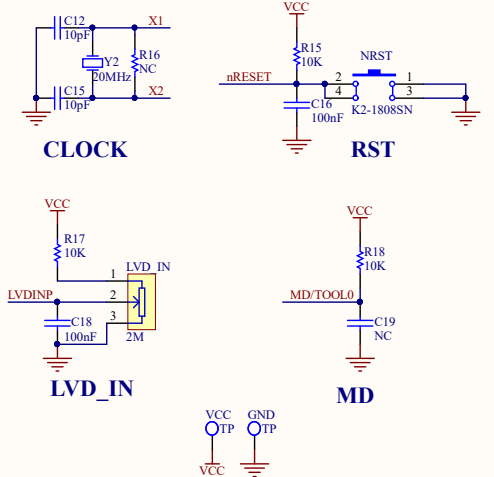 C12
10pF
X1
Y2
20MHz
R16
NC
C15
10pF
X2
CLOCK
VCC
R15
10K
nRESET
NRST
2
1
4
3
C16
100nF
K2-1808SN
RST
VCC
R17
10K
LVD_IN
1
LVDINP
2
3
C18
100nF
2M
LVD_IN
VCC
R18
10K
MD/TOOL0
C19
NC
MD
VCC
GND
TP
TP
VCC